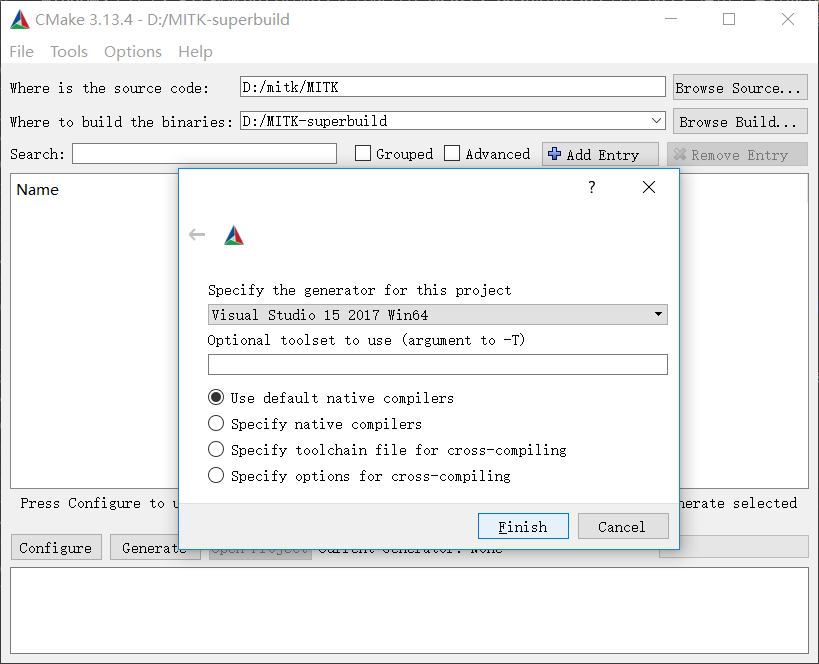 CMake 3.13.4 - D:/MITK-superbuild
File Tools Options Help
Where is the source code: D:/mitk/MITK Browse Source...
Where to build the binaries: D:/MITK-superbuild Browse Build...
Search: Grouped Advanced Add Entry Remove Entry
Name
?
Specify the generator for this project
Visual Studio 15 2017 Win64
Optional toolset to use (argument to -T)
Use default native compilers
Specify native compilers
Specify toolchain file for cross-compiling
Specify options for cross-compiling
Press Configure to selected
Finish Cancel
Configure Generate Open Project Current Generator: None